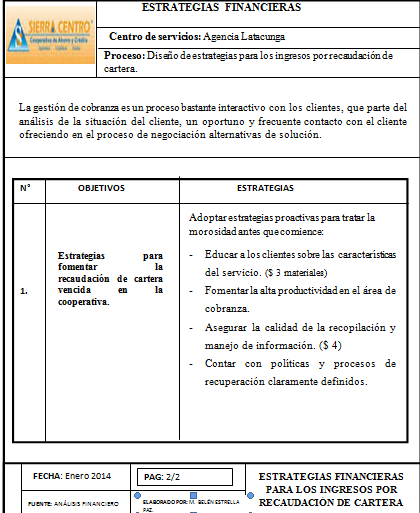 ESTRATEGIAS FINANCIERAS
SIERRA CENTRO
Cooperativa de Ahorro y Crédito
Centro de servicios: Agencia Latacunga
Proceso: Diseño de estrategias para los ingresos por recaudación de
cartera.
La gestión de cobranza es un proceso bastante interactivo con los clientes, que parte del
análisis de la situación del cliente, un oportuno y frecuente contacto con el cliente
ofreciendo en el proceso de negociación alternativas de solución.
N° OBJETIVOS ESTRATEGIAS
Adoptar estrategias proactivas para tratar la
morosidad antes que comience:
1.
Estrategias para
fomentar la
recaudación de cartera
vencida en la
cooperativa.
- Educar a los clientes sobre las características
del servicio. ($ 3 materiales)
- Fomentar la alta productividad en el área de
cobranza.
- Asegurar la calidad de la recopilación y
manejo de información. ($ 4)
- Contar con políticas y procesos de
recuperación claramente definidos.
FECHA: Enero 2014
PAG: 2/2
FUENTE: ANÁLISIS FINANCIERO
ELABORADO POR: M. BELÉN ESTRELLA
PAZ.
ESTRATEGIAS FINANCIERAS
PARA LOS INGRESOS POR
RECAUDACIÓN DE CARTERA